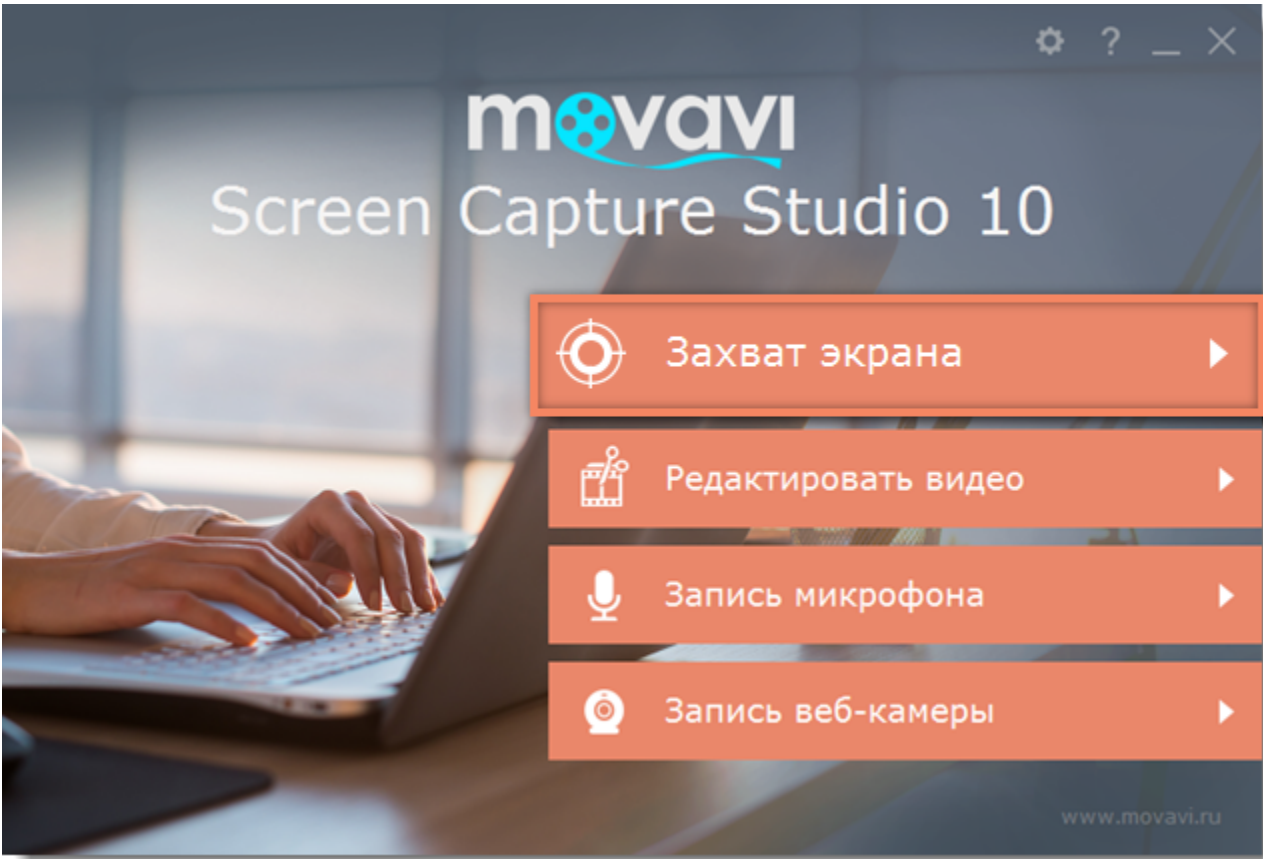 ?
movavi
Screen Capture Studio 10
Захват экрана
Редактировать видео
Запись микрофона
Запись веб-камеры
www.movavi.ru